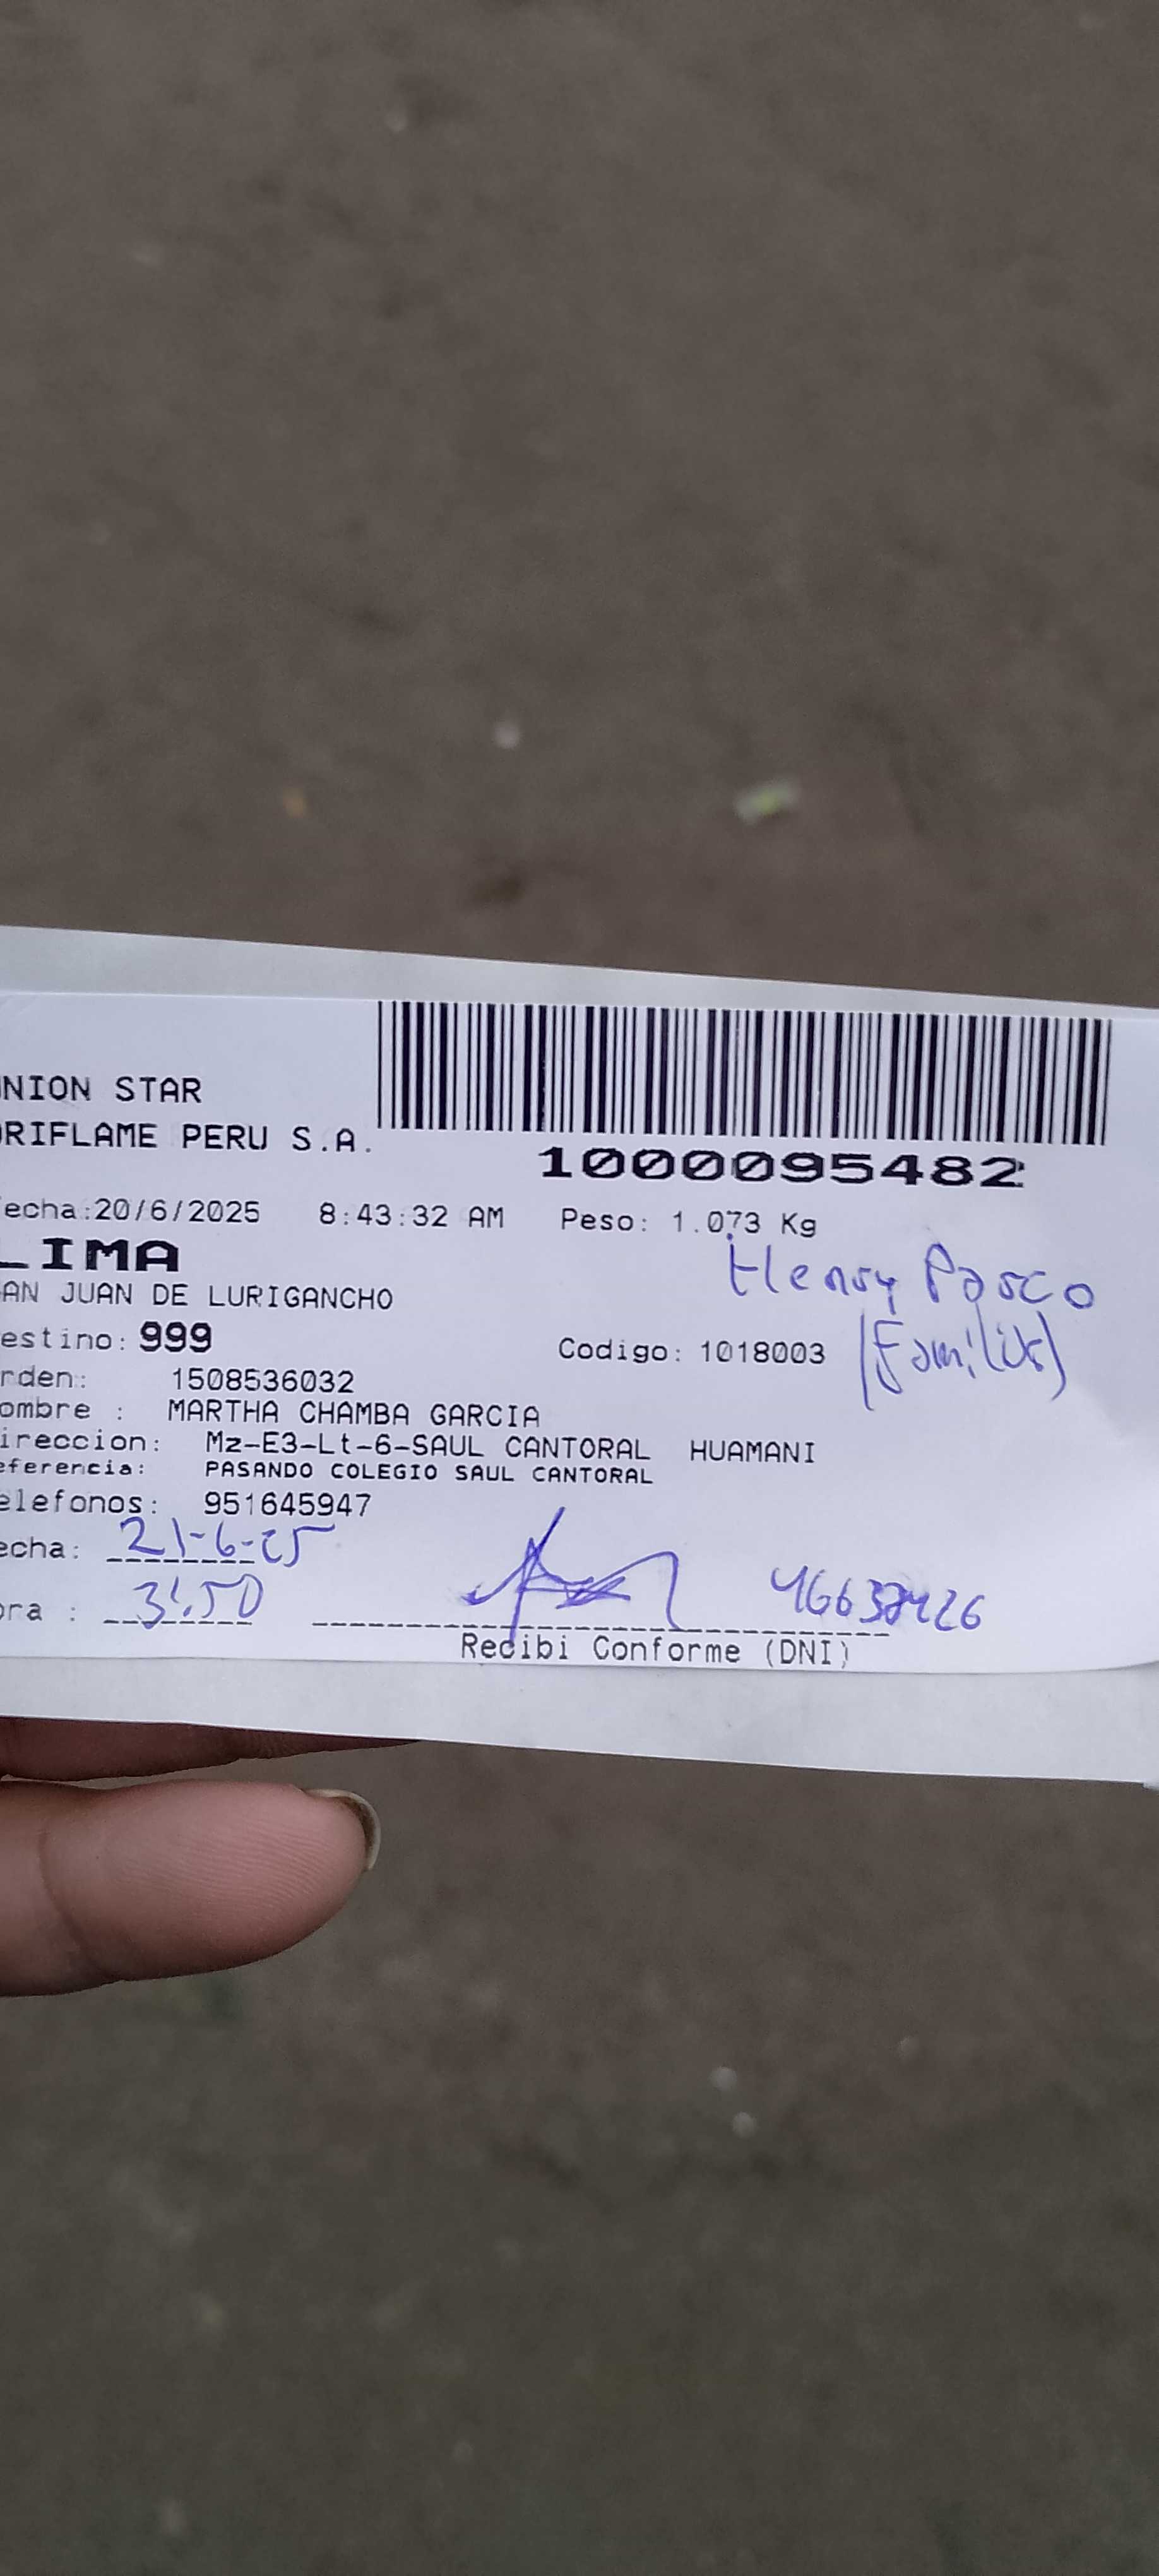 NION STAR
RIFLAME PERU S.A.
1000095482
echa:20/6/2025 8:43:32 AM Peso: 1.073 Kg
LIMA
Henry Pasco
AN JUAN DE LURIGANCHO
estino: 999 Codigo: 1018003 (Familiar)
rden: 1508536032
ombre : MARTHA CHAMBA GARCIA
ireccion: Mz-E3-Lt-6-SAUL CANTORAL HUAMANI
eferencia: PASANDO COLEGIO SAUL CANTORAL
elefonos: 951645947
echa: 21-6-25
ora : 3:50
Recibi Conforme (DNI)